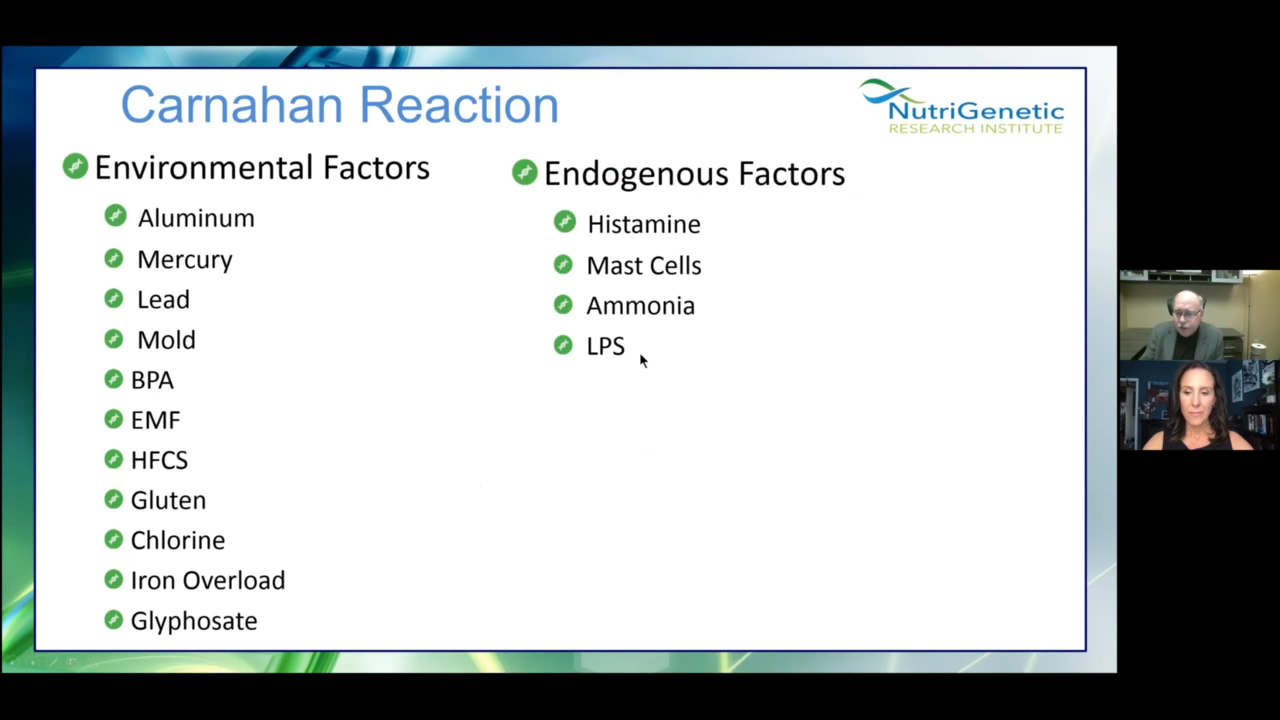 Carnahan Reaction
NutriGenetic
RESEARCH INSTITUTE
Environmental Factors
Aluminum
Mercury
Lead
Mold
BPA
EMF
HFCS
Gluten
Chlorine
Iron Overload
Glyphosate
Endogenous Factors
Histamine
Mast Cells
Ammonia
LPS